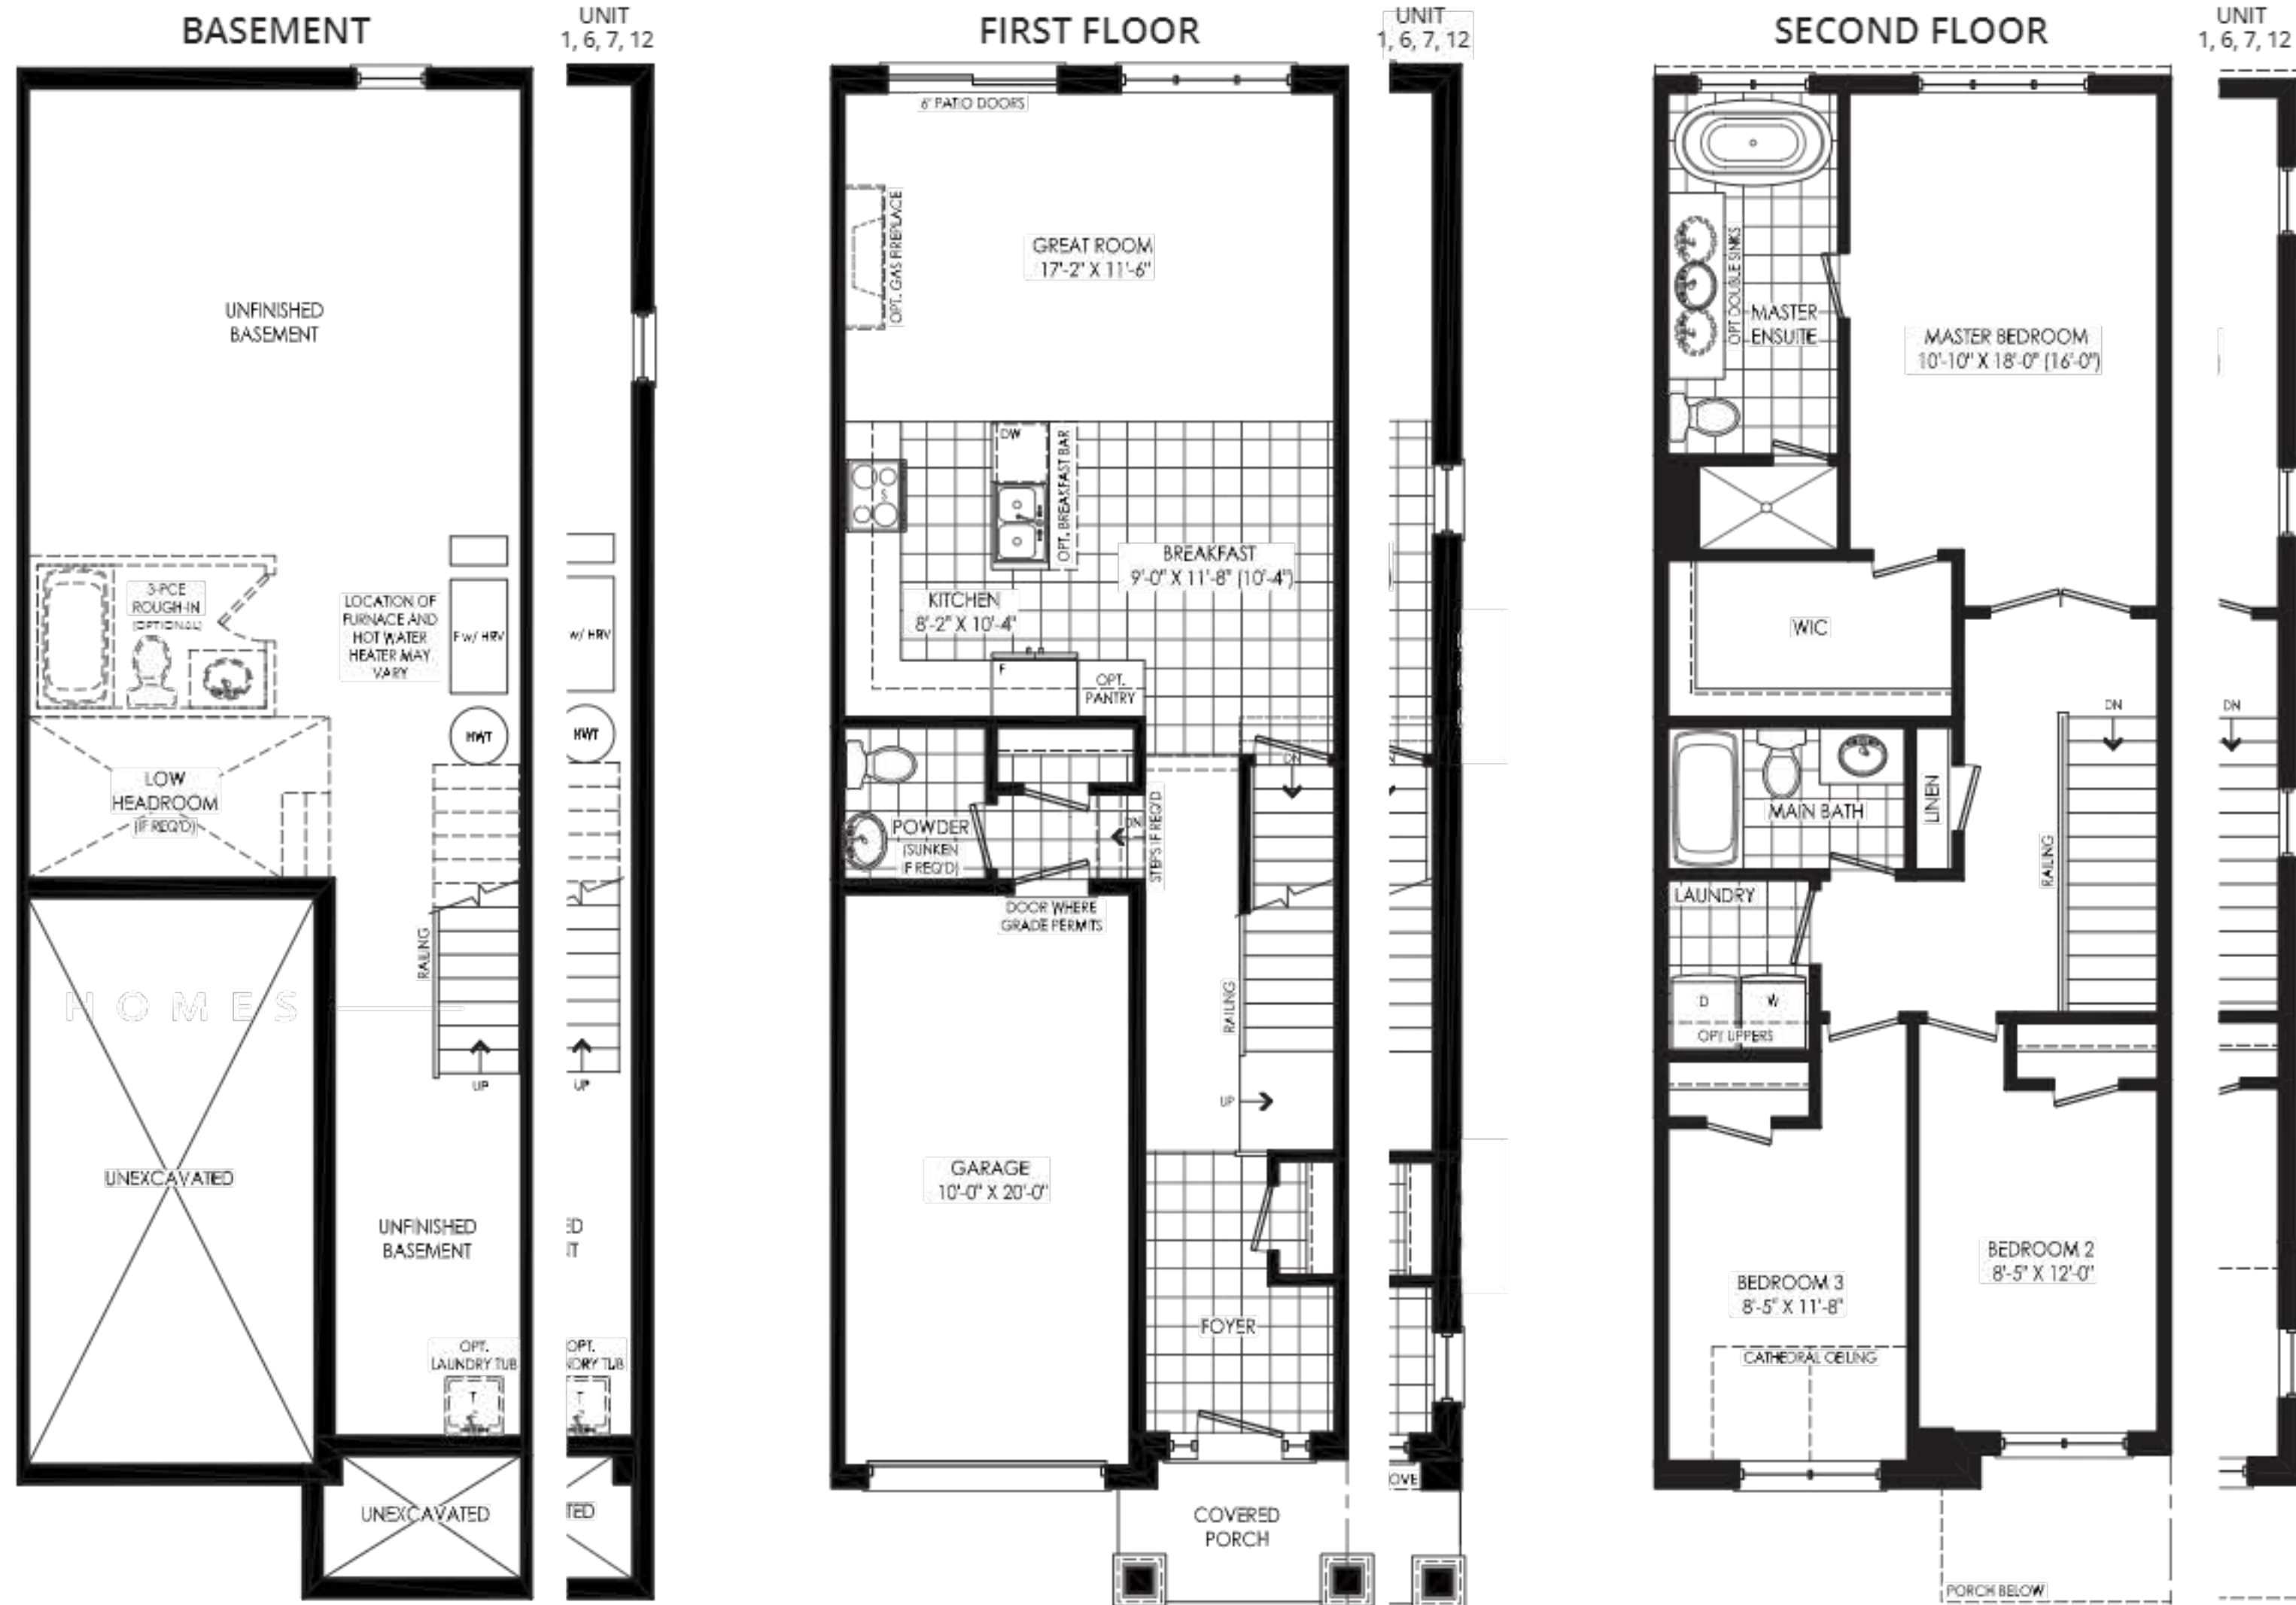 BASEMENT
UNIT
1, 6, 7, 12
UNFINISHED
BASEMENT
3-PCE
ROUGH-IN
(OPTIONAL)
LOCATION OF
FURNACE AND
HOT WATER
HEATER MAY
VARY
F w/ HRV
w/ HRV
HWT
HWT
LOW
HEADROOM
(IF REQ'D)
RAILING
HOMES
UP
UP
UNEXCAVATED
UNFINISHED
BASEMENT
ED
NT
OPT.
LAUNDRY TUB
OPT.
NDRY TUB
T
T
UNEXCAVATED
TED
FIRST FLOOR
UNIT
1, 6, 7, 12
6' PATIO DOORS
OPT. GAS FIREPLACE
GREAT ROOM
17'-2" X 11'-6"
DW
S
OPT. BREAKFAST BAR
BREAKFAST
9'-0" X 11'-8" (10'-4")
KITCHEN
8'-2" X 10'-4"
F
OPT.
PANTRY
DN
POWDER
(SUNKEN
IF REQ'D)
DN
STEPS IF REQ'D
DOOR WHERE
GRADE PERMITS
RAILING
UP
GARAGE
10'-0" X 20'-0"
FOYER
COVERED
PORCH
OVE
SECOND FLOOR
UNIT
1, 6, 7, 12
OPT DOUBLE SINKS
MASTER
ENSUITE
MASTER BEDROOM
10'-10" X 18'-0" (16'-0")
WIC
DN
DN
MAIN BATH
LINEN
RAILING
LAUNDRY
D
W
OPT UPPERS
BEDROOM 2
8'-5" X 12'-0"
BEDROOM 3
8'-5" X 11'-8"
CATHEDRAL CEILING
PORCH BELOW